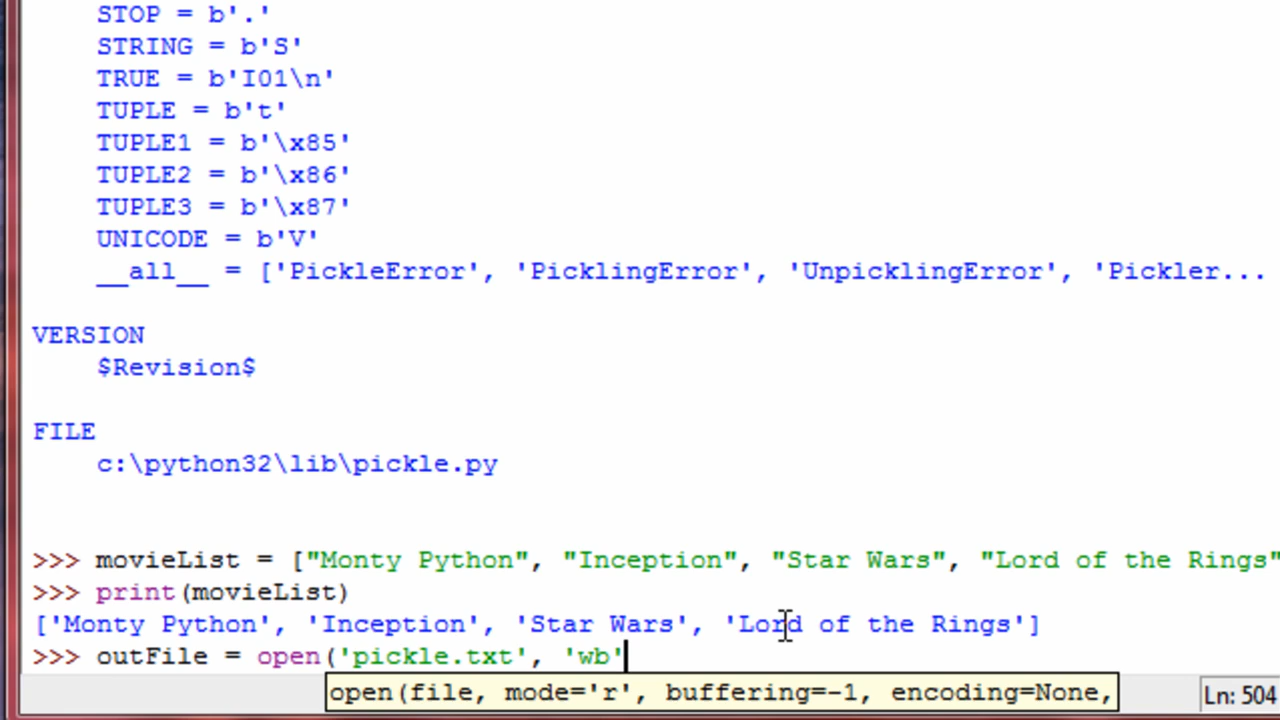 STOP = b'.'
STRING = b'S'
TRUE = b'I01\n'
TUPLE = b't'
TUPLE1 = b'\x85'
TUPLE2 = b'\x86'
TUPLE3 = b'\x87'
UNICODE = b'V'
__all__ = ['PickleError', 'PicklingError', 'UnpicklingError', 'Pickler...
VERSION
$Revision$
FILE
c:\python32\lib\pickle.py
>>> movieList = ["Monty Python", "Inception", "Star Wars", "Lord of the Rings"
>>> print(movieList)
['Monty Python', 'Inception', 'Star Wars', 'Lord of the Rings']
>>> outFile = open('pickle.txt', 'wb'
open(file, mode='r', buffering=-1, encoding=None,
Ln: 504